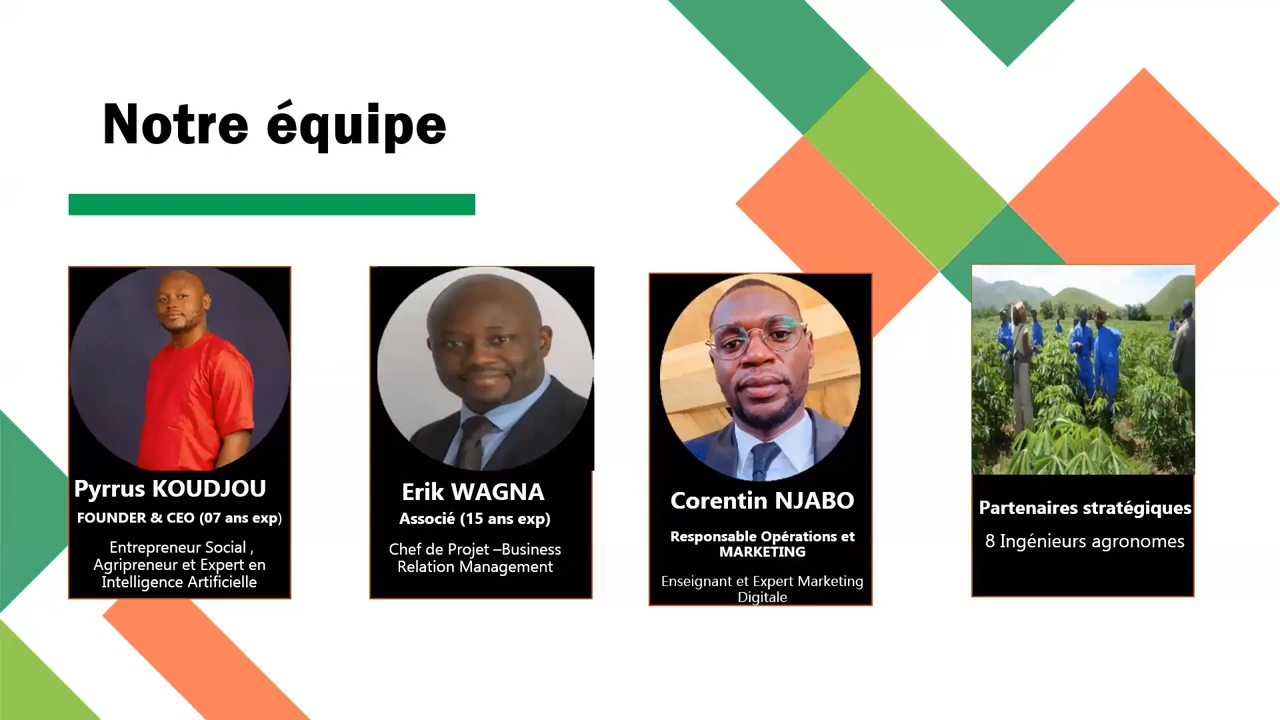 Notre équipe
Pyrrus KOUDJOU
FOUNDER & CEO (07 ans exp)
Entrepreneur Social ,
Agripreneur et Expert en
Intelligence Artificielle
Erik WAGNA
Associé (15 ans exp)
Chef de Projet –Business
Relation Management
Corentin NJABO
Responsable Opérations et
MARKETING
Enseignant et Expert Marketing
Digitale
Partenaires stratégiques
8 Ingénieurs agronomes